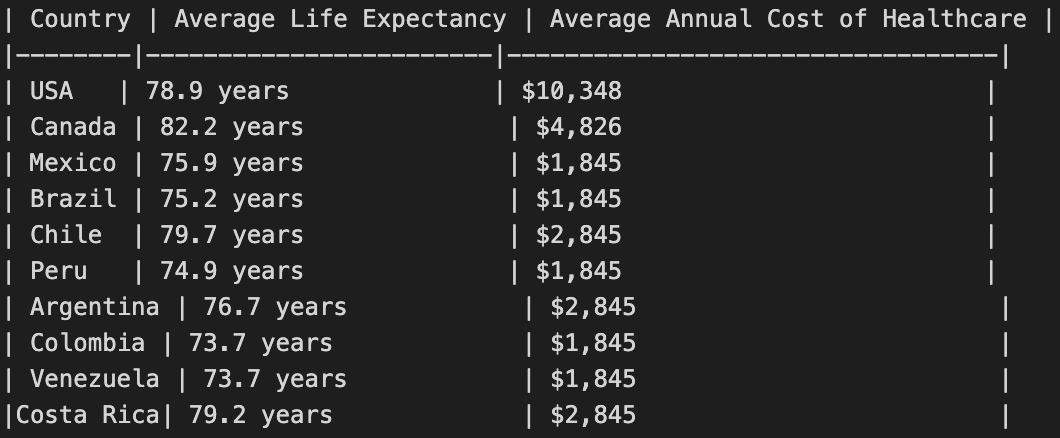 | Country | Average Life Expectancy | Average Annual Cost of Healthcare |
|--------|------------------------|----------------------------------|
| USA   | 78.9 years              | $10,348                         |
| Canada | 82.2 years              | $4,826                         |
| Mexico | 75.9 years              | $1,845                         |
| Brazil | 75.2 years              | $1,845                         |
| Chile  | 79.7 years              | $2,845                         |
| Peru   | 74.9 years              | $1,845                         |
| Argentina | 76.7 years            | $2,845                         |
| Colombia | 73.7 years             | $1,845                         |
| Venezuela | 73.7 years            | $1,845                         |
|Costa Rica| 79.2 years             | $2,845                         |